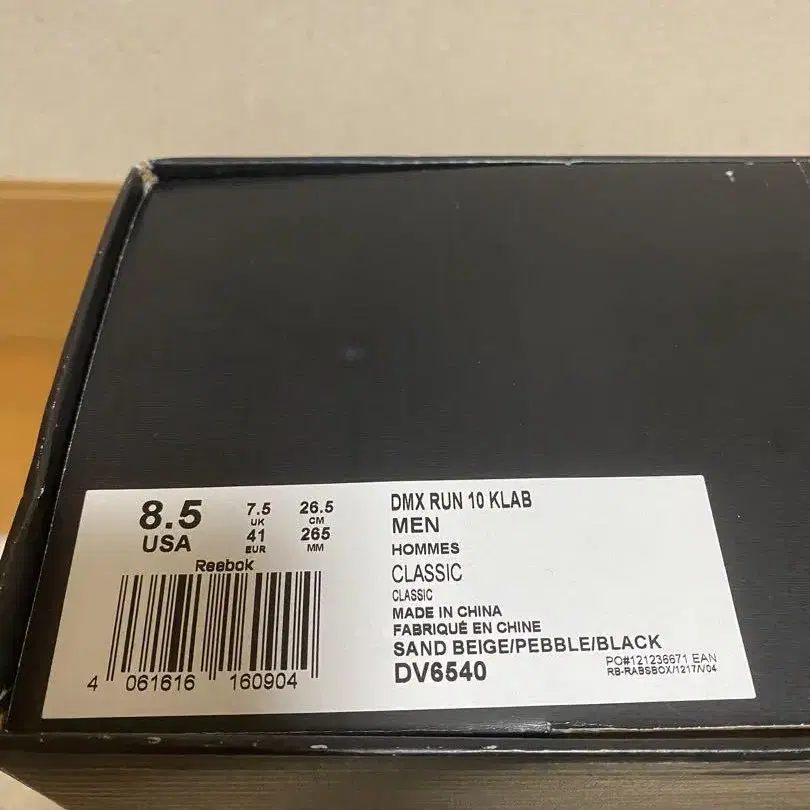 8.5
USA
7.5
UK
41
EUR
26.5
CM
265
MM
Reebok
4 061616 160904
DMX RUN 10 KLAB
MEN
HOMMES
CLASSIC
CLASSIC
MADE IN CHINA
FABRIQUÉ EN CHINE
SAND BEIGE/PEBBLE/BLACK
DV6540
PO#121236671 EAN
RB-RABSBOX/1217/V04